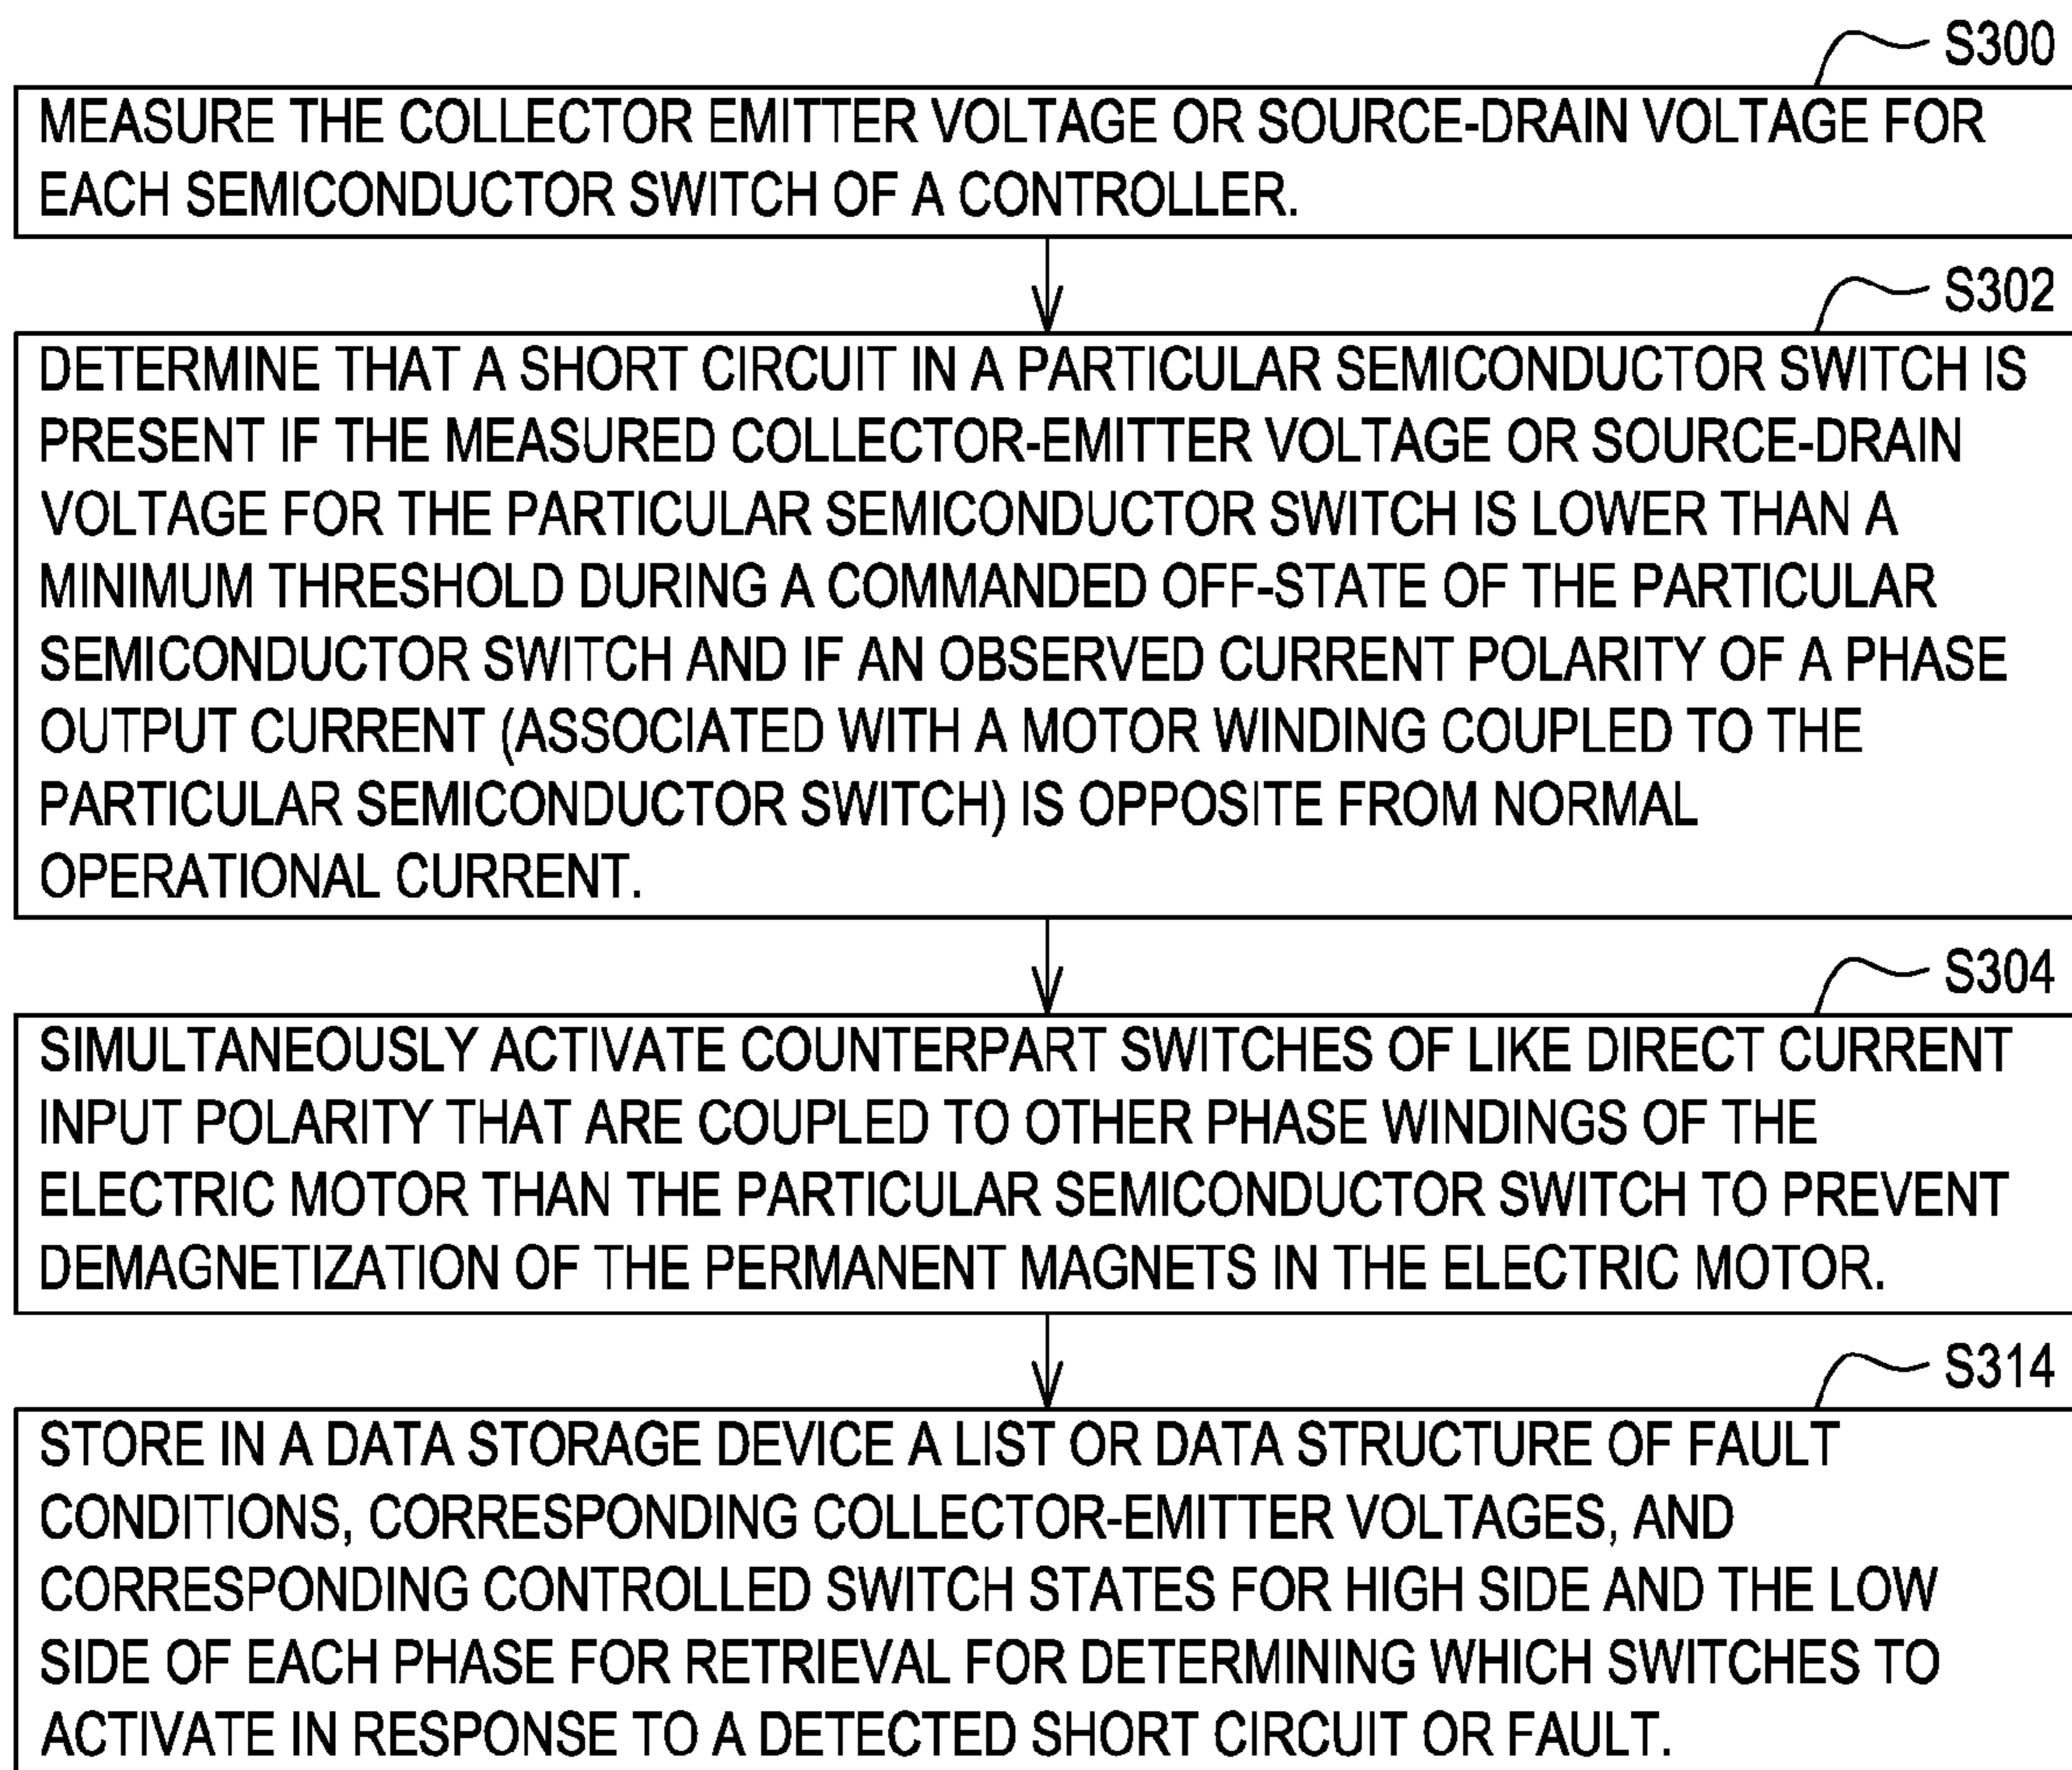 S300
MEASURE THE COLLECTOR EMITTER VOLTAGE OR SOURCE-DRAIN VOLTAGE FOR
EACH SEMICONDUCTOR SWITCH OF A CONTROLLER.
S302
DETERMINE THAT A SHORT CIRCUIT IN A PARTICULAR SEMICONDUCTOR SWITCH IS
PRESENT IF THE MEASURED COLLECTOR-EMITTER VOLTAGE OR SOURCE-DRAIN
VOLTAGE FOR THE PARTICULAR SEMICONDUCTOR SWITCH IS LOWER THAN A
MINIMUM THRESHOLD DURING A COMMANDED OFF-STATE OF THE PARTICULAR
SEMICONDUCTOR SWITCH AND IF AN OBSERVED CURRENT POLARITY OF A PHASE
OUTPUT CURRENT (ASSOCIATED WITH A MOTOR WINDING COUPLED TO THE
PARTICULAR SEMICONDUCTOR SWITCH) IS OPPOSITE FROM NORMAL
OPERATIONAL CURRENT.
S304
SIMULTANEOUSLY ACTIVATE COUNTERPART SWITCHES OF LIKE DIRECT CURRENT
INPUT POLARITY THAT ARE COUPLED TO OTHER PHASE WINDINGS OF THE
ELECTRIC MOTOR THAN THE PARTICULAR SEMICONDUCTOR SWITCH TO PREVENT
DEMAGNETIZATION OF THE PERMANENT MAGNETS IN THE ELECTRIC MOTOR.
S314
STORE IN A DATA STORAGE DEVICE A LIST OR DATA STRUCTURE OF FAULT
CONDITIONS, CORRESPONDING COLLECTOR-EMITTER VOLTAGES, AND
CORRESPONDING CONTROLLED SWITCH STATES FOR HIGH SIDE AND THE LOW
SIDE OF EACH PHASE FOR RETRIEVAL FOR DETERMINING WHICH SWITCHES TO
ACTIVATE IN RESPONSE TO A DETECTED SHORT CIRCUIT OR FAULT.